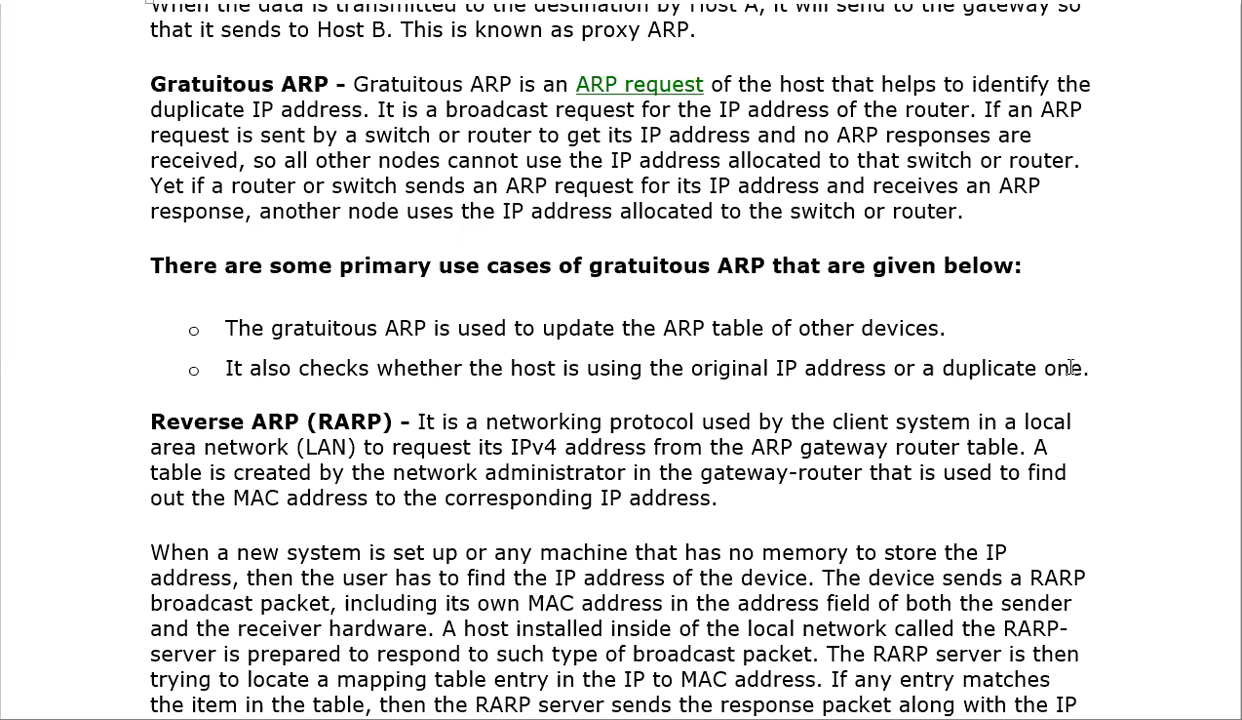 When the data is transmitted to the destination by Host A, it will send to the gateway so
that it sends to Host B. This is known as proxy ARP.
Gratuitous ARP - Gratuitous ARP is an ARP request of the host that helps to identify the
duplicate IP address. It is a broadcast request for the IP address of the router. If an ARP
request is sent by a switch or router to get its IP address and no ARP responses are
received, so all other nodes cannot use the IP address allocated to that switch or router.
Yet if a router or switch sends an ARP request for its IP address and receives an ARP
response, another node uses the IP address allocated to the switch or router.
There are some primary use cases of gratuitous ARP that are given below:
o The gratuitous ARP is used to update the ARP table of other devices.
o It also checks whether the host is using the original IP address or a duplicate one.
Reverse ARP (RARP) - It is a networking protocol used by the client system in a local
area network (LAN) to request its IPv4 address from the ARP gateway router table. A
table is created by the network administrator in the gateway-router that is used to find
out the MAC address to the corresponding IP address.
When a new system is set up or any machine that has no memory to store the IP
address, then the user has to find the IP address of the device. The device sends a RARP
broadcast packet, including its own MAC address in the address field of both the sender
and the receiver hardware. A host installed inside of the local network called the RARP-
server is prepared to respond to such type of broadcast packet. The RARP server is then
trying to locate a mapping table entry in the IP to MAC address. If any entry matches
the item in the table, then the RARP server sends the response packet along with the IP